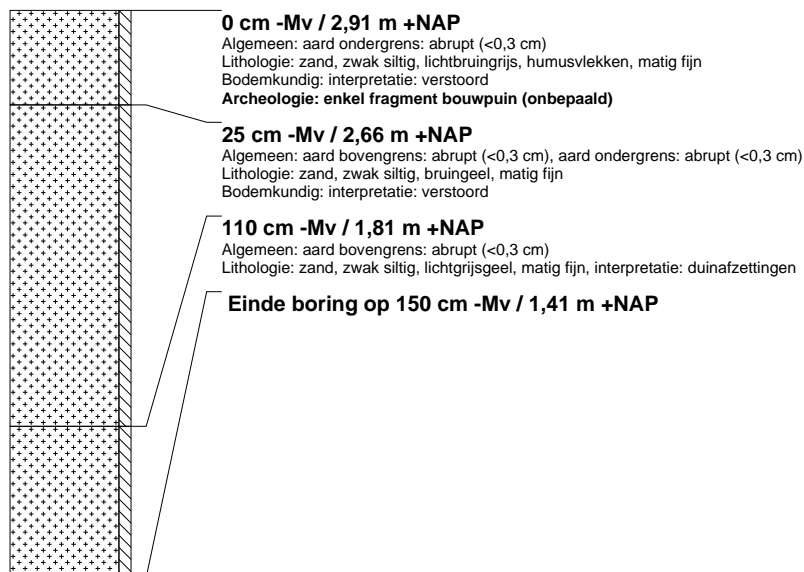 0 cm -Mv / 2,91 m +NAP
Algemeen: aard ondergrens: abrupt (<0,3 cm)
Lithologie: zand, zwak siltig, lichtbruingrijs, humusvlekken, matig fijn
Bodemkundig: interpretatie: verstoord
Archeologie: enkel fragment bouwpuin (onbepaald)
25 cm -Mv / 2,66 m +NAP
Algemeen: aard bovengrens: abrupt (<0,3 cm), aard ondergrens: abrupt (<0,3 cm)
Lithologie: zand, zwak siltig, bruingeel, matig fijn
Bodemkundig: interpretatie: verstoord
110 cm -Mv / 1,81 m +NAP
Algemeen: aard bovengrens: abrupt (<0,3 cm)
Lithologie: zand, zwak siltig, lichtgrijsgeel, matig fijn, interpretatie: duinafzettingen
Einde boring op 150 cm -Mv / 1,41 m +NAP